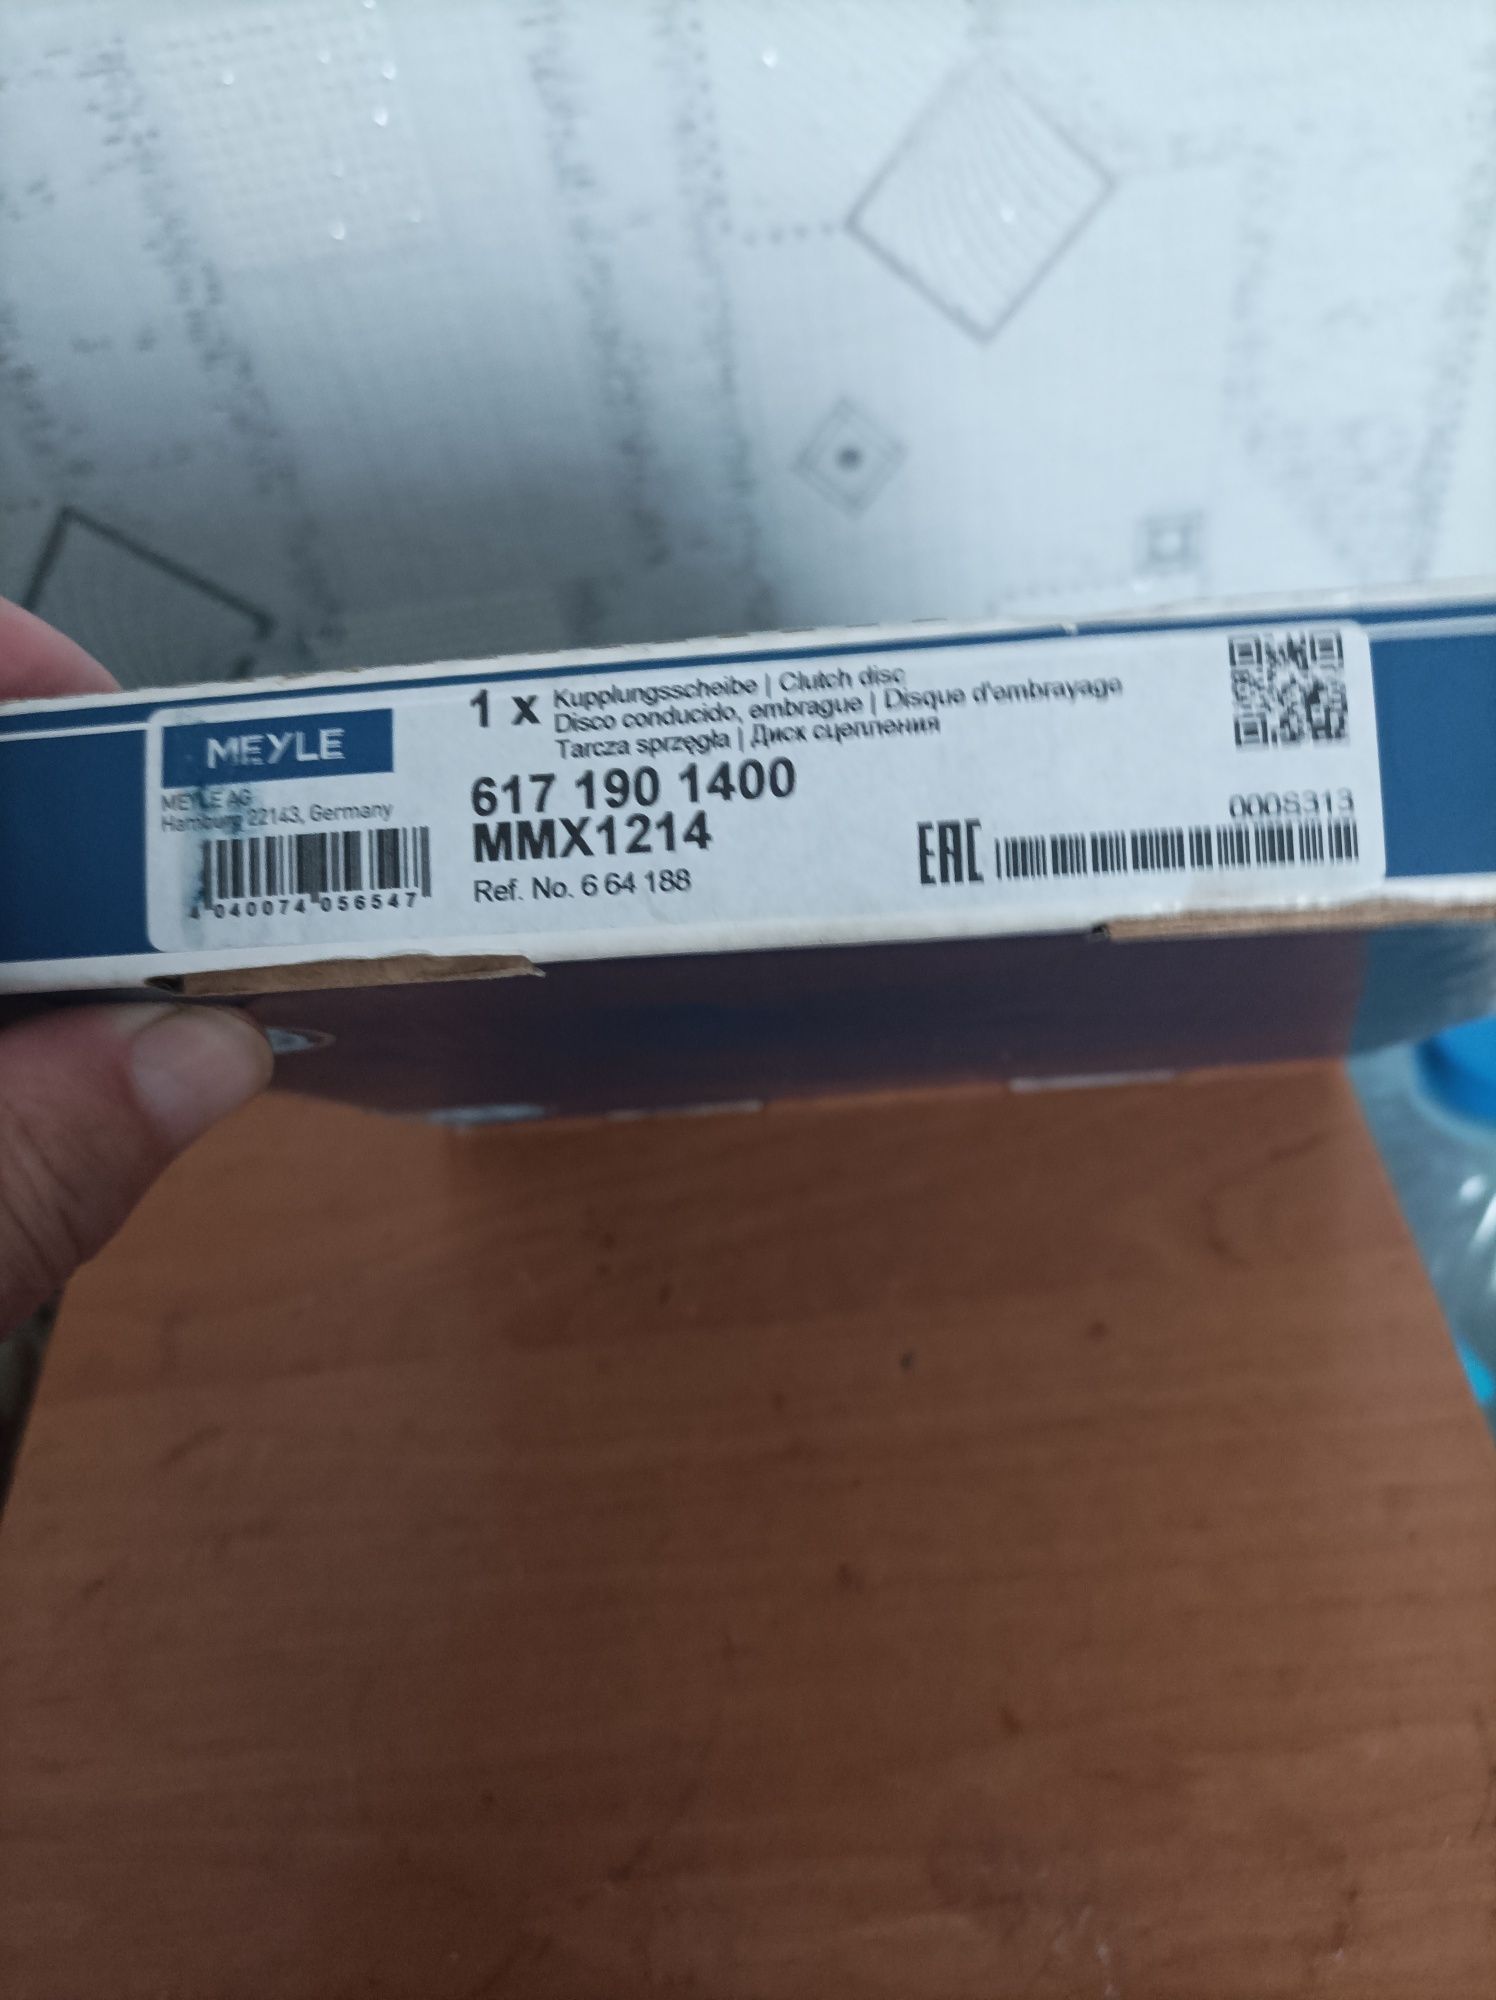 MEYLE
MEYLE AG
Hamburg 22143, Germany
4 040074 056547
1 x Kupplungsscheibe | Clutch disc
Disco conducido, embrague | Disque d'embrayage
Tarcza sprzęgła | Диск сцепления
617 190 1400
MMX1214
Ref. No. 6 64 188
EAC
0008313